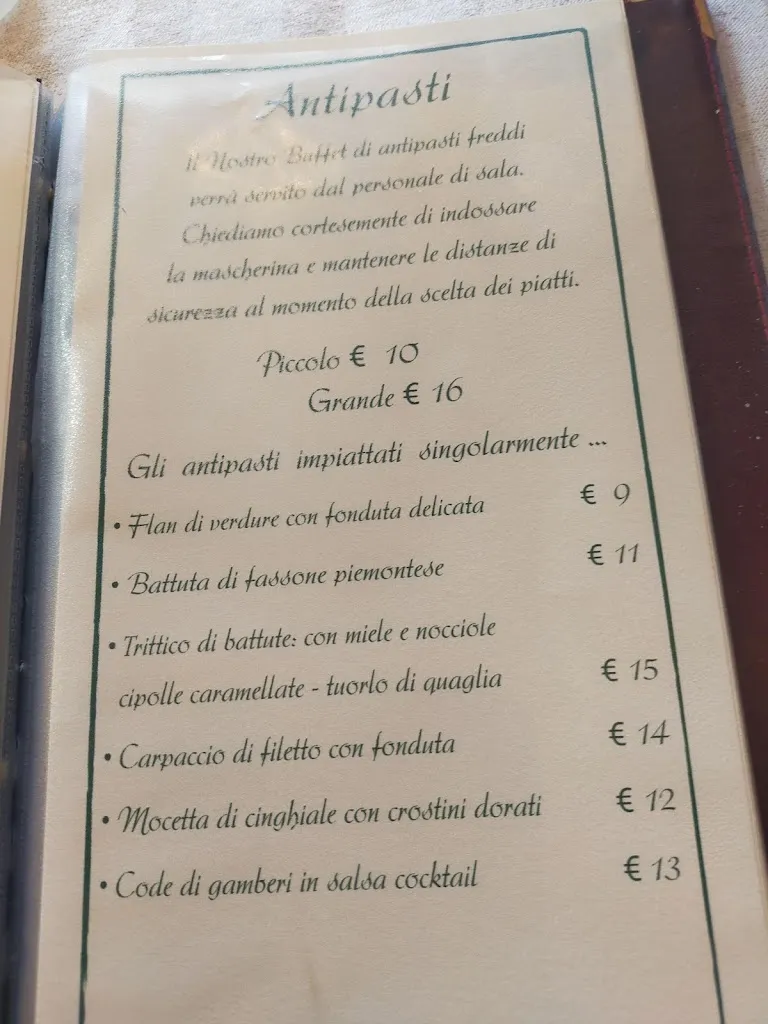 Antipasti
Il Nostro Buffet di antipasti freddi
verrà servito dal personale di sala.
Chiediamo cortesemente di indossare
la mascherina e mantenere le distanze di
sicurezza al momento della scelta dei piatti.
Piccolo € 10
Grande € 16
Gli antipasti impiattati singolarmente ...
• Flan di verdure con fonduta delicata € 9
• Battuta di fassone piemontese € 11
• Trittico di battute: con miele e nocciole
cipolle caramellate - tuorlo di quaglia € 15
• Carpaccio di filetto con fonduta € 14
• Mocetta di cinghiale con crostini dorati € 12
• Code di gamberi in salsa cocktail € 13